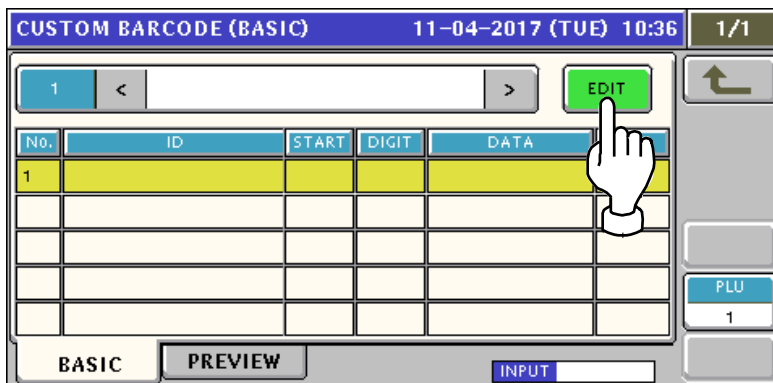 CUSTOM BARCODE (BASIC) 11-04-2017 (TUE) 10:36 1/1
1 < > EDIT
No. ID START DIGIT DATA
1
PLU
1
BASIC PREVIEW INPUT